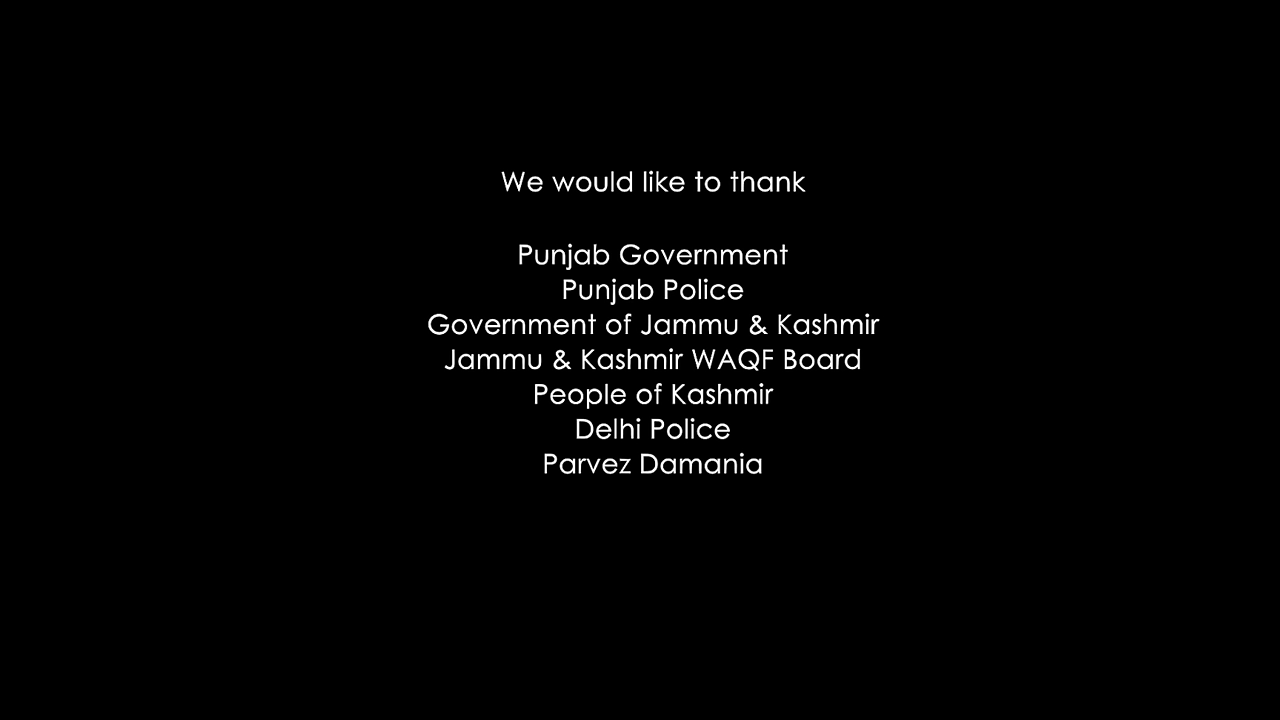 We would like to thank
Punjab Government
Punjab Police
Government of Jammu & Kashmir
Jammu & Kashmir WAQF Board
People of Kashmir
Delhi Police
Parvez Damania